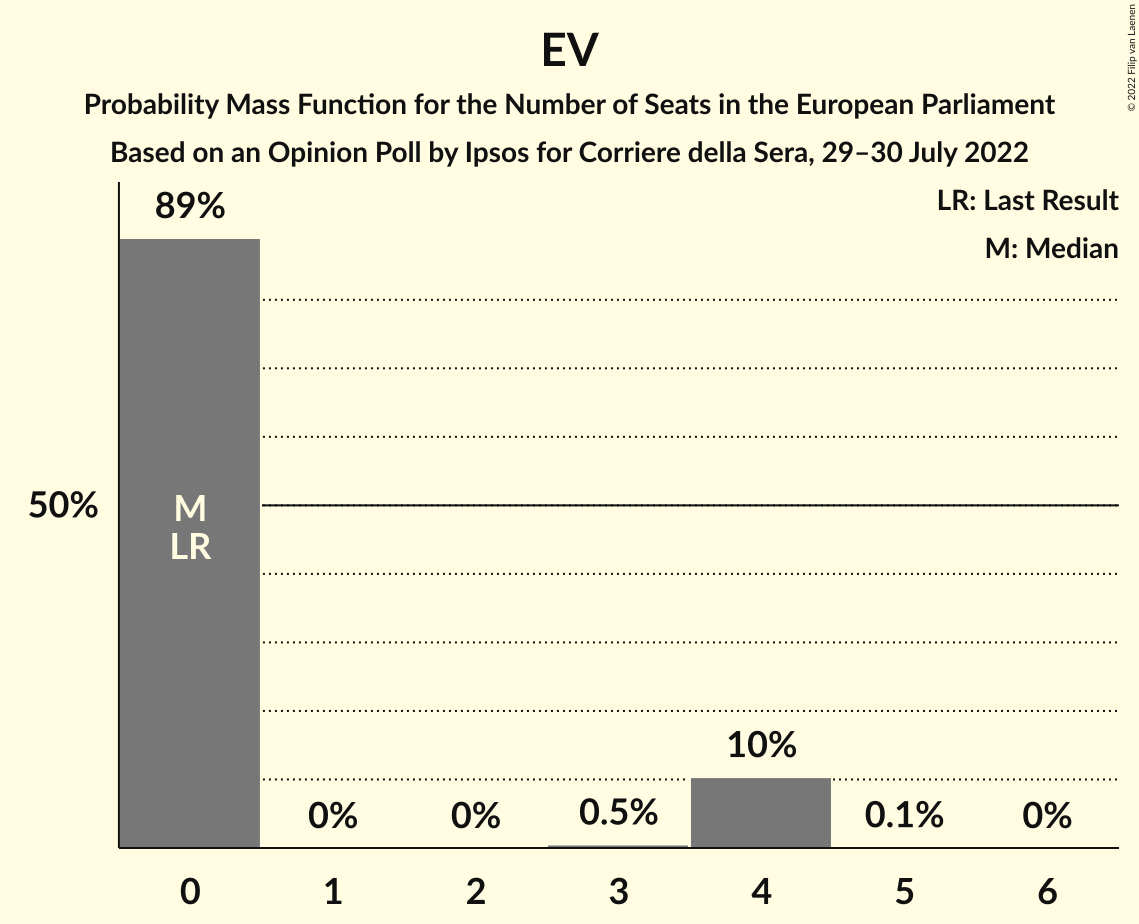 EV
Probability Mass Function for the Number of Seats in the European Parliament
Based on an Opinion Poll by Ipsos for Corriere della Sera, 29–30 July 2022
© 2022 Filip van Laenen
LR: Last Result
M: Median
89%
50%
M
LR
0%
0%
0.5%
10%
0.1%
0%
0
1
2
3
4
5
6